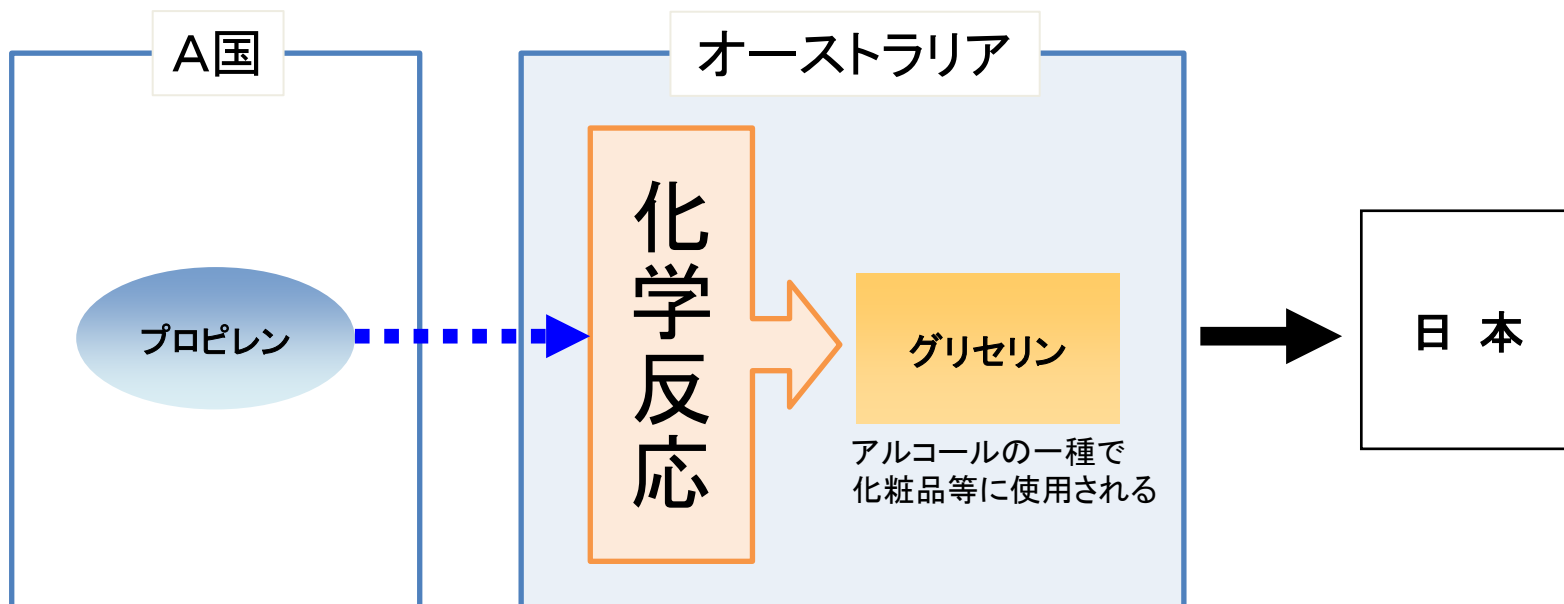 A国
オーストラリア
プロピレン
化学反応
グリセリン
アルコールの一種で
化粧品等に使用される
日 本